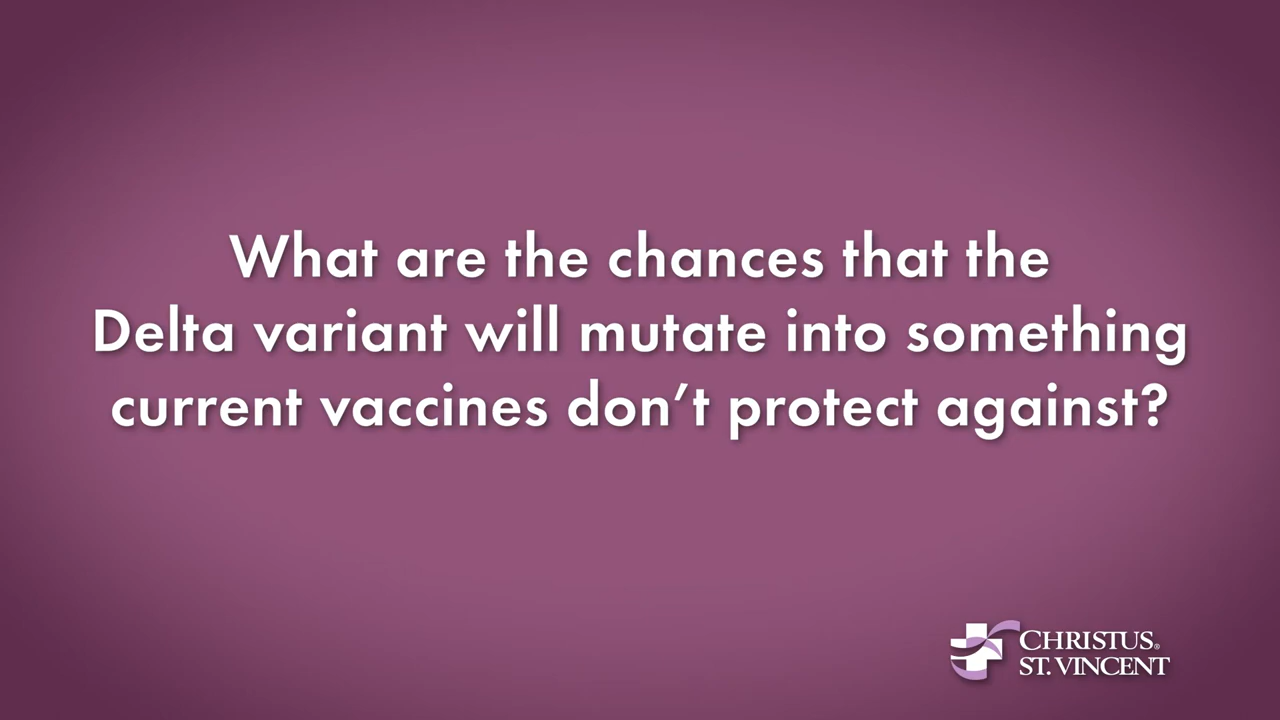 What are the chances that the
Delta variant will mutate into something
current vaccines don’t protect against?
CHRISTUS®
ST. VINCENT